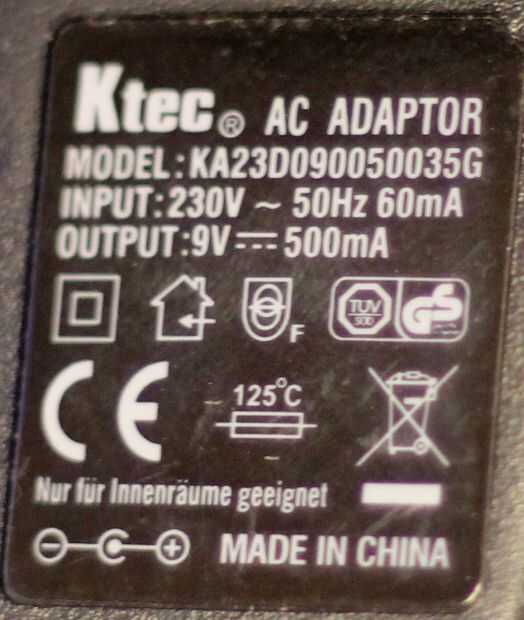 Ktec® AC ADAPTOR
MODEL:KA23D090050035G
INPUT:230V ~ 50Hz 60mA
OUTPUT:9V⎓500mA
F TÜV GS
CE 125°C
Nur für Innenräume geeignet
MADE IN CHINA